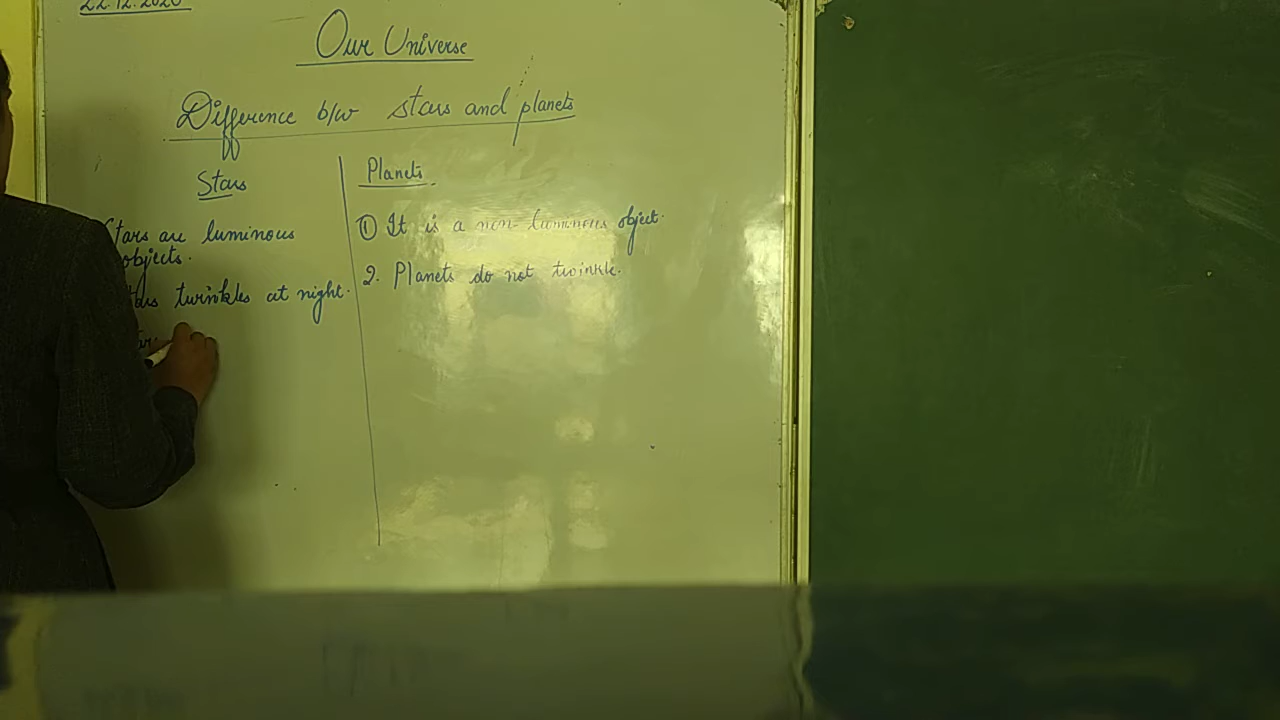 22.12.2020
Our Universe
Difference b/w stars and planets
Stars
Planets
Stars are luminous
objects.
① It is a non-luminous object.
twinkles at night.
2. Planets do not twinkle.